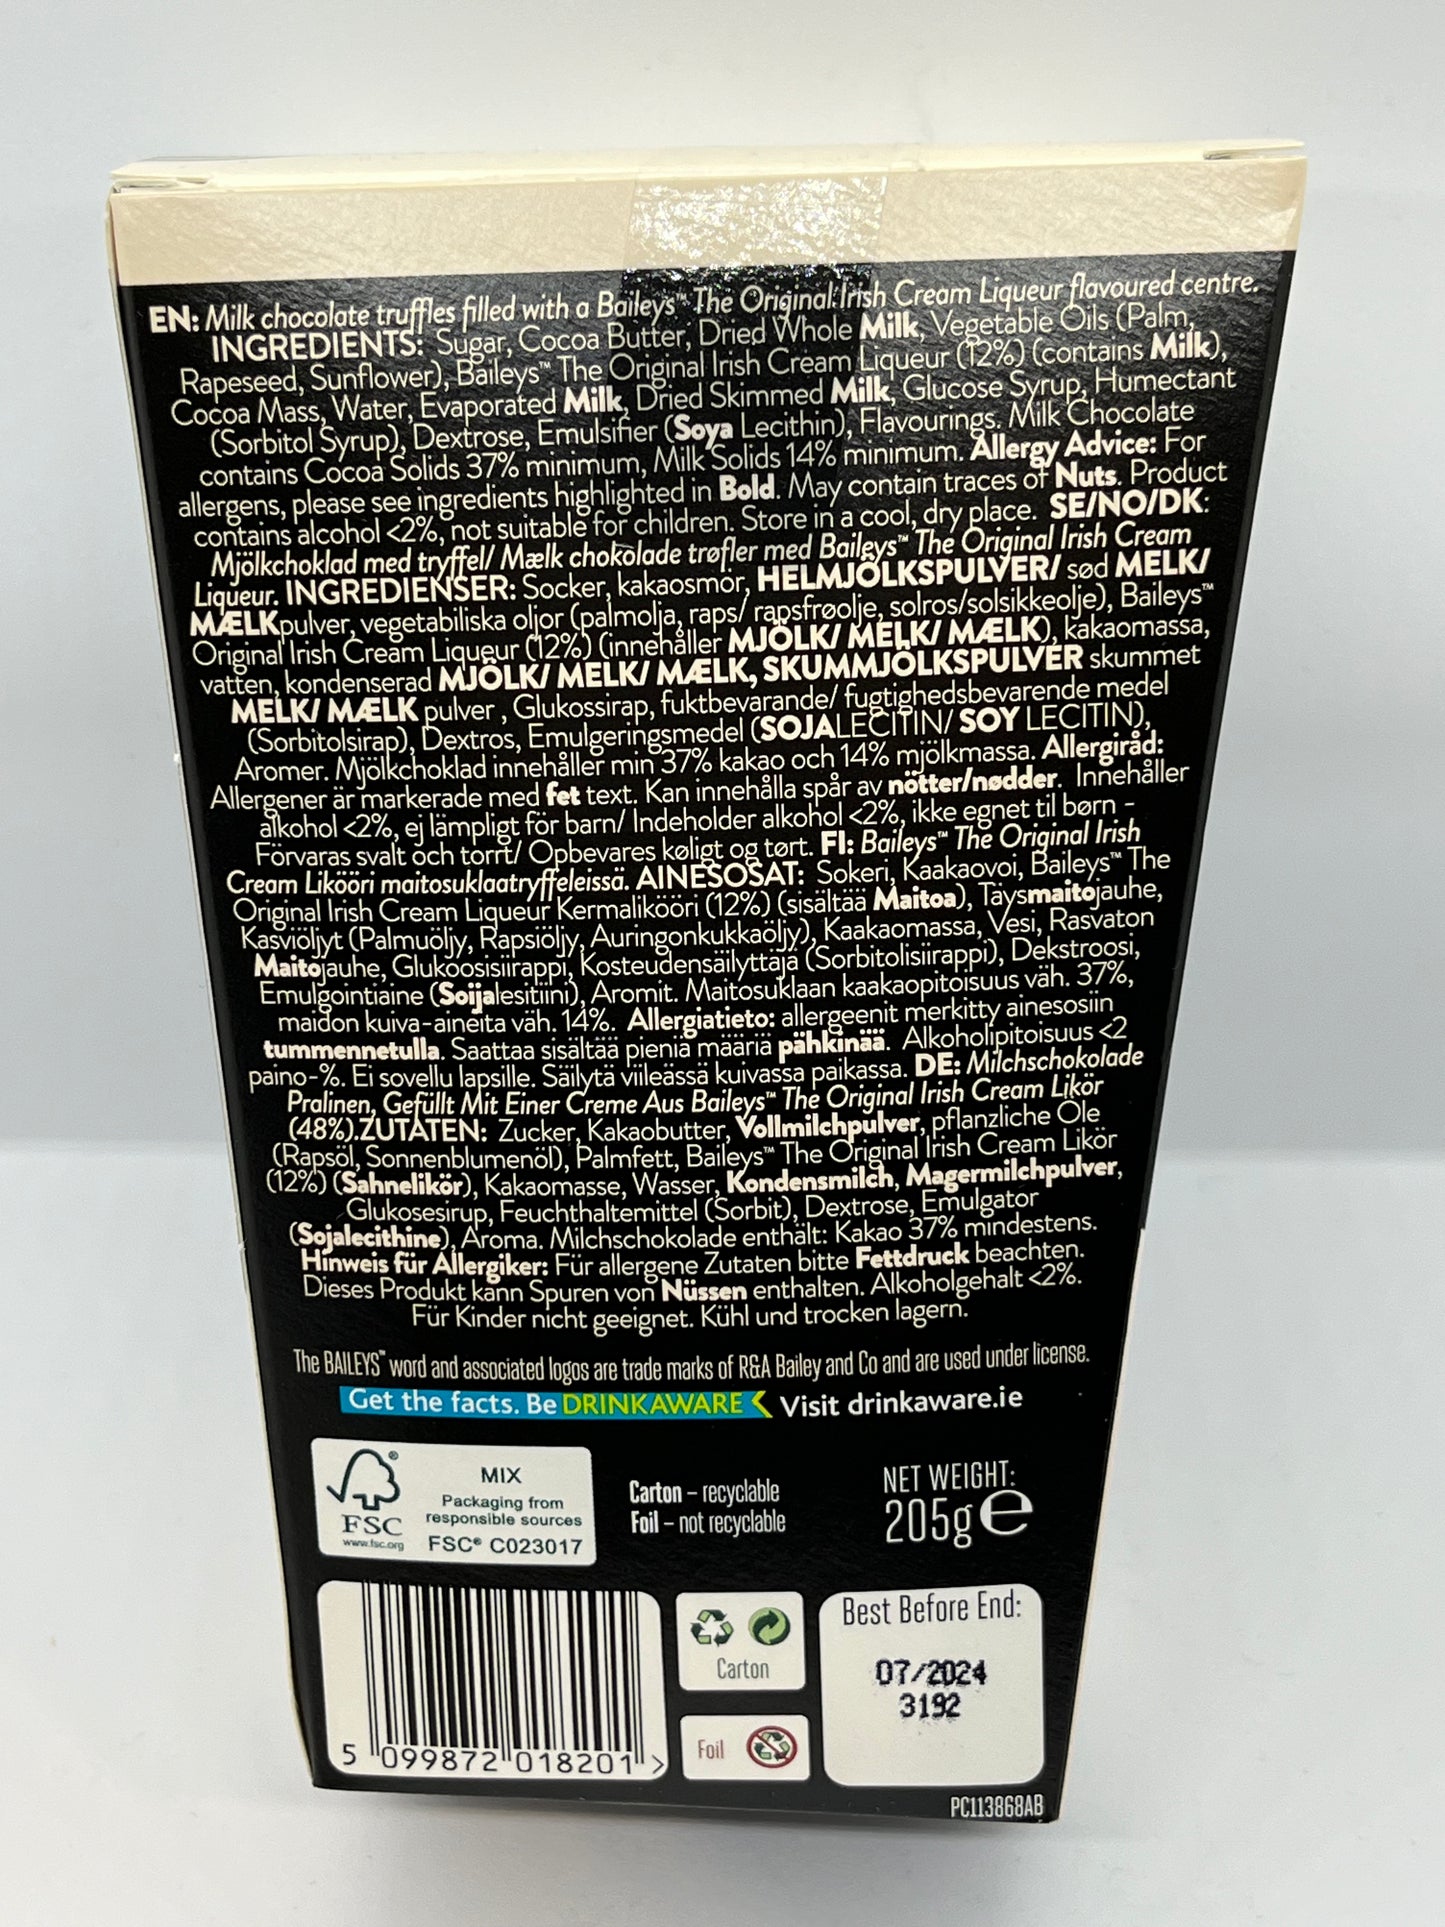 EN: Milk chocolate truffles filled with a Baileys™ The Original Irish Cream Liqueur flavoured centre.
INGREDIENTS: Sugar, Cocoa Butter, Dried Whole Milk, Vegetable Oils (Palm,
Rapeseed, Sunflower), Baileys™ The Original Irish Cream Liqueur (12%) (contains Milk),
Cocoa Mass, Water, Evaporated Milk, Dried Skimmed Milk, Glucose Syrup, Humectant
(Sorbitol Syrup), Dextrose, Emulsifier (Soya Lecithin), Flavourings. Milk Chocolate
contains Cocoa Solids 37% minimum, Milk Solids 14% minimum. Allergy Advice: For
allergens, please see ingredients highlighted in Bold. May contain traces of Nuts. Product
contains alcohol <2%, not suitable for children. Store in a cool, dry place. SE/NO/DK:
Mjölkchoklad med tryffel/ Mælk chokolade trøfler med Baileys™ The Original Irish Cream
Liqueur. INGREDIENSER: Socker, kakaosmör, HELMJÖLKSPULVER/ sød MELK/
MÆLKpulver, vegetabiliska oljor (palmolja, raps/ rapsfrøolje, solros/solsikkeolje), Baileys™
Original Irish Cream Liqueur (12%) (innehåller MJÖLK/ MELK/ MÆLK), kakaomassa,
vatten, kondenserad MJÖLK/ MELK/ MÆLK, SKUMMJÖLKSPULVER skummet
MELK/ MÆLK pulver , Glukossirap, fuktbevarande/ fugtighedsbevarende medel
(Sorbitolsirap), Dextros, Emulgeringsmedel (SOJALECITIN/ SOY LECITIN),
Aromer. Mjölkchoklad innehåller min 37% kakao och 14% mjölkmassa. Allergiråd:
Allergener är markerade med fet text. Kan innehålla spår av nötter/nødder. Innehåller
alkohol <2%, ej lämpligt för barn/ Indeholder alkohol <2%, ikke egnet til børn -
Förvaras svalt och torrt/ Opbevares køligt og tørt. FI: Baileys™ The Original Irish
Cream Likööri maitosuklaatryffeleissä. AINESOSAT: Sokeri, Kaakaovoi, Baileys™ The
Original Irish Cream Liqueur Kermalikööri (12%) (sisältää Maitoa), Täysmaitojauhe,
Kasviöljyt (Palmuöljy, Rapsiöljy, Auringonkukkaöljy), Kaakaomassa, Vesi, Rasvaton
Maitojauhe, Glukoosisiirappi, Kosteudensäilyttäjä (Sorbitolisiirappi), Dekstroosi,
Emulgointiaine (Soijalesitiini), Aromit. Maitosuklaan kaakaopitoisuus väh. 37%,
maidon kuiva-aineita väh. 14%. Allergiatieto: allergeenit merkitty ainesosiin
tummennetulla. Saattaa sisältää pieniä määriä pähkinää. Alkoholipitoisuus <2
paino-%. Ei sovellu lapsille. Säilytä viileässä kuivassa paikassa. DE: Milchschokolade
Pralinen, Gefüllt Mit Einer Creme Aus Baileys™ The Original Irish Cream Likör
(48%).ZUTATEN: Zucker, Kakaobutter, Vollmilchpulver, pflanzliche Öle
(Rapsöl, Sonnenblumenöl), Palmfett, Baileys™ The Original Irish Cream Likör
(12%) (Sahnelikör), Kakaomasse, Wasser, Kondensmilch, Magermilchpulver,
Glukosesirup, Feuchthaltemittel (Sorbit), Dextrose, Emulgator
(Sojalecithine), Aroma. Milchschokolade enthält: Kakao 37% mindestens.
Hinweis für Allergiker: Für allergene Zutaten bitte Fettdruck beachten.
Dieses Produkt kann Spuren von Nüssen enthalten. Alkoholgehalt <2%.
Für Kinder nicht geeignet. Kühl und trocken lagern.
The BAILEYS™ word and associated logos are trade marks of R&A Bailey and Co and are used under license.
Get the facts. Be DRINKAWARE Visit drinkaware.ie
FSC®
www.fsc.org
MIX
Packaging from
responsible sources
FSC® C023017
Carton – recyclable
Foil – not recyclable
NET WEIGHT:
205g e
5 099872 018201 >
Carton
Foil
Best Before End:
07/2024
3192
PC113868AB